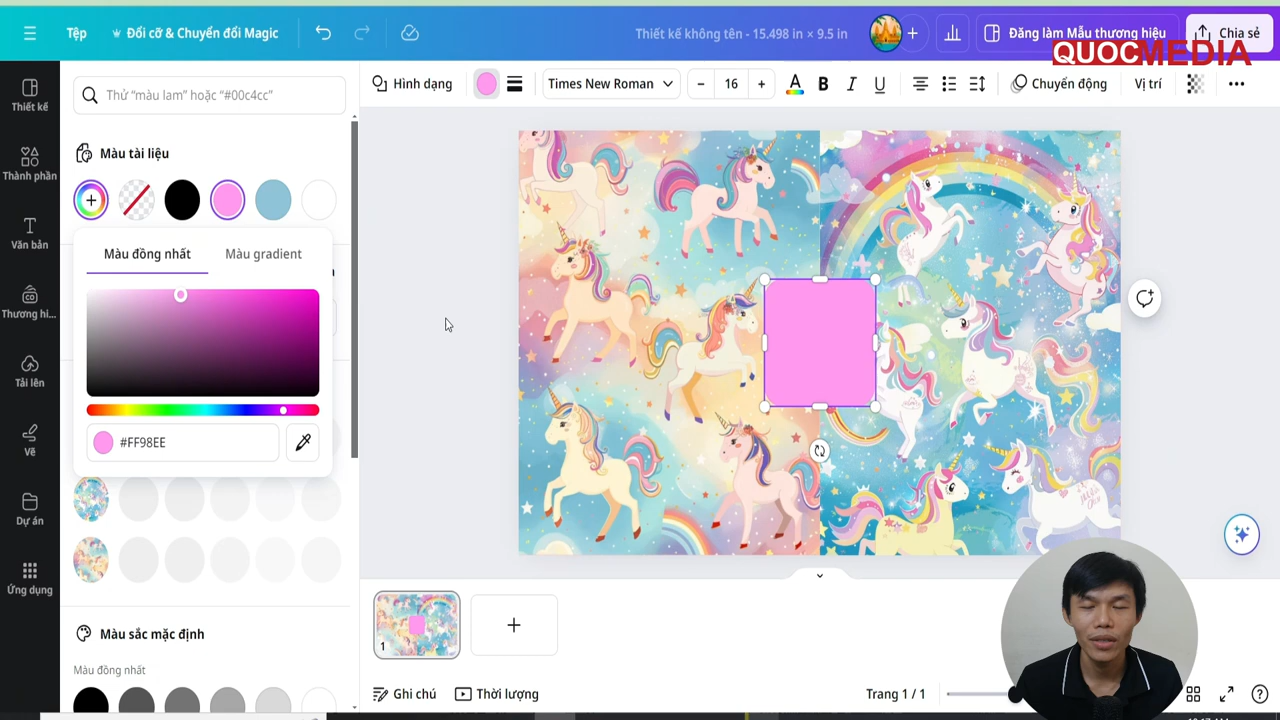 Tệp
Đổi cỡ & Chuyển đổi Magic
Thiết kế không tên - 15.498 in × 9.5 in
Đăng làm Mẫu thương hiệu
Chia sẻ
QUOCMEDIA
Thiết kế
Thành phần
Văn bản
Thương hi...
Tải lên
Vẽ
Dự án
Ứng dụng
Thử "màu lam" hoặc "#00c4cc"
Màu tài liệu
Màu đồng nhất
Màu gradient
#FF98EE
Màu sắc mặc định
Màu đồng nhất
Hình dạng
Times New Roman
– 16 +
A B I U
Chuyển động
Vị trí
1
Ghi chú
Thời lượng
Trang 1 / 1